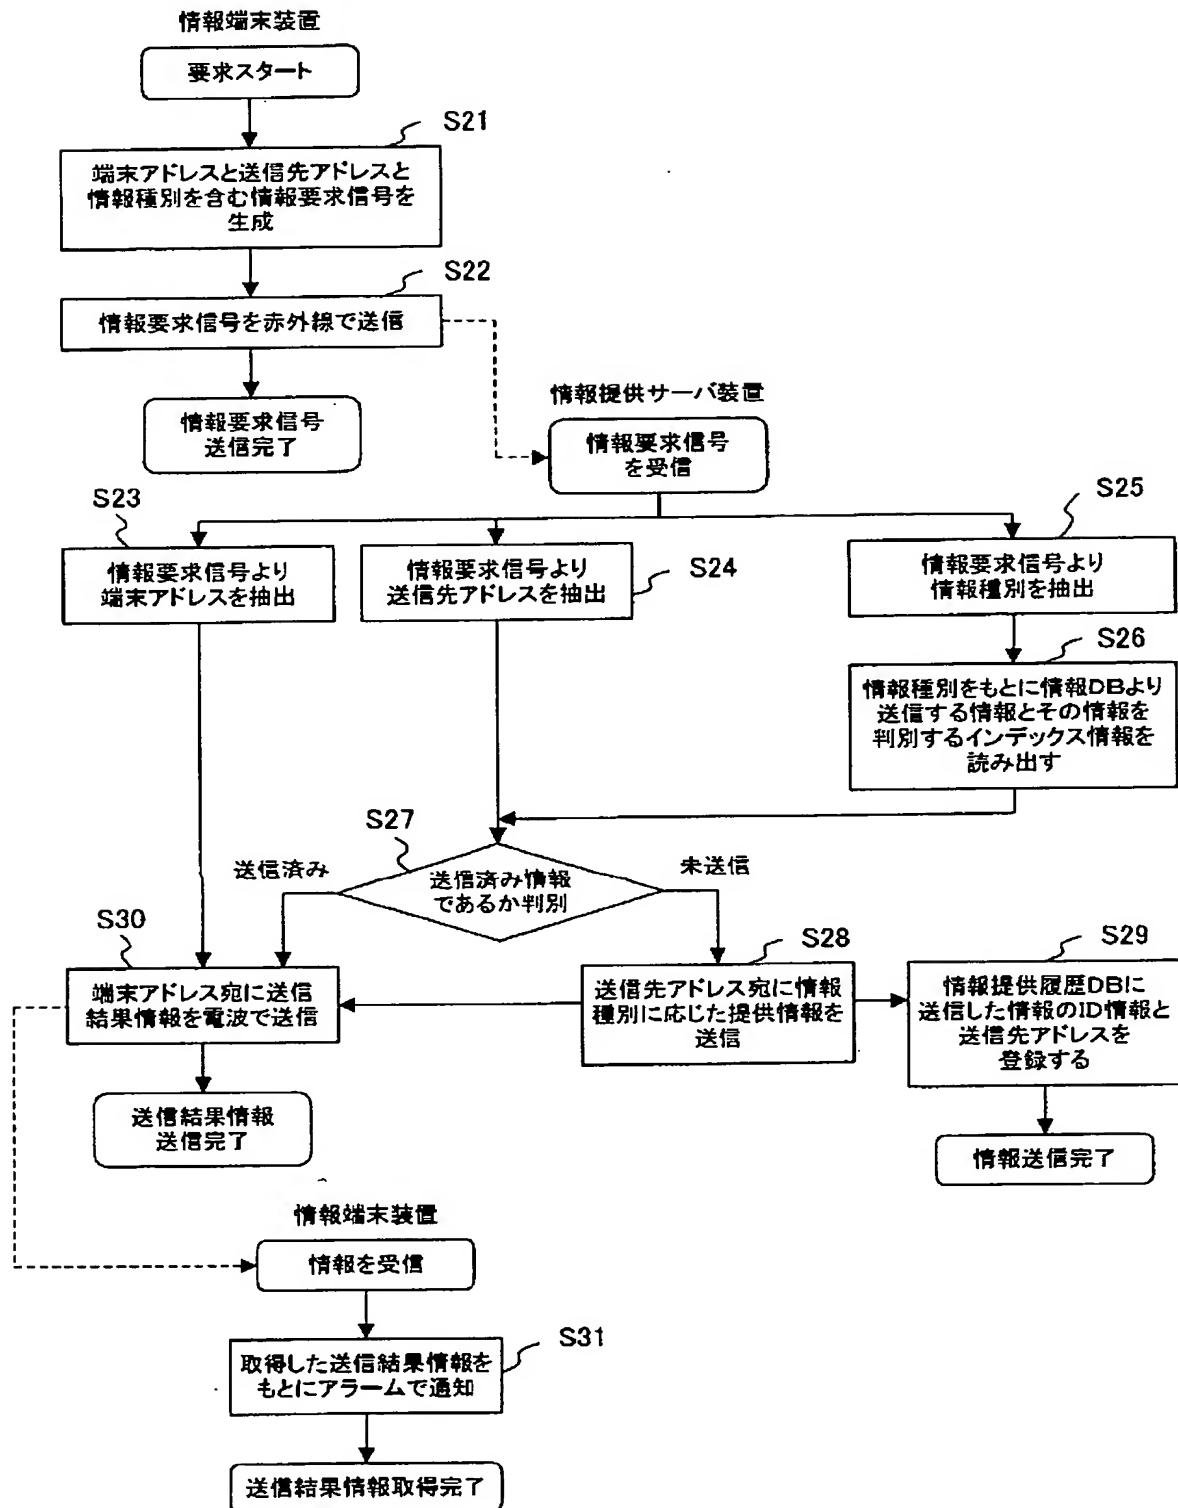 情報端末装置
要求スタート
S21
端末アドレスと送信先アドレスと
情報種別を含む情報要求信号を
生成
S22
情報要求信号を赤外線で送信
情報要求信号
送信完了
情報提供サーバ装置
情報要求信号
を受信
S23
情報要求信号より
端末アドレスを抽出
S24
情報要求信号より
送信先アドレスを抽出
S25
情報要求信号より
情報種別を抽出
S26
情報種別をもとに情報DBより
送信する情報とその情報を
判別するインデックス情報を
読み出す
S27
送信済み
未送信
送信済み情報
であるか判別
S30
端末アドレス宛に送信
結果情報を電波で送信
S28
送信先アドレス宛に情報
種別に応じた提供情報を
送信
S29
情報提供履歴DBに
送信した情報のID情報と
送信先アドレスを
登録する
送信結果情報
送信完了
情報送信完了
情報端末装置
情報を受信
S31
取得した送信結果情報を
もとにアラームで通知
送信結果情報取得完了